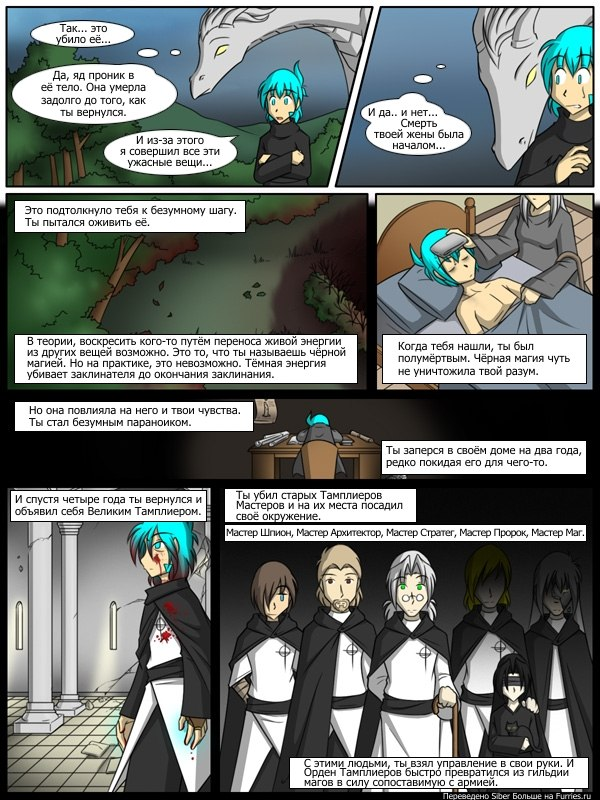 Так... это
убило её...
Да, яд проник в
её тело. Она умерла
задолго до того, как
ты вернулся.
И из-за этого
я совершил все эти
ужасные вещи...
И да.. и нет...
Смерть
твоей жены была
началом...
Это подтолкнуло тебя к безумному шагу.
Ты пытался оживить её.
В теории, воскресить кого-то путём переноса живой энергии
из других вещей возможно. Это то, что ты называешь чёрной
магией. Но на практике, это невозможно. Тёмная энергия
убивает заклинателя до окончания заклинания.
Когда тебя нашли, ты был
полумёртвым. Чёрная магия чуть
не уничтожила твой разум.
Но она повлияла на него и твои чувства.
Ты стал безумным параноиком.
Ты заперся в своём доме на два года,
редко покидая его для чего-то.
И спустя четыре года ты вернулся и
объявил себя Великим Тамплиером.
Ты убил старых Тамплиеров
Мастеров и на их места посадил
своё окружение.
Мастер Шпион, Мастер Архитектор, Мастер Стратег, Мастер Пророк, Мастер Маг.
С этими людьми, ты взял управление в свои руки. И
Орден Тамплиеров быстро превратился из гильдии
магов в силу сопоставимую с армией.
Переведено Siber Больше на Furries.ru